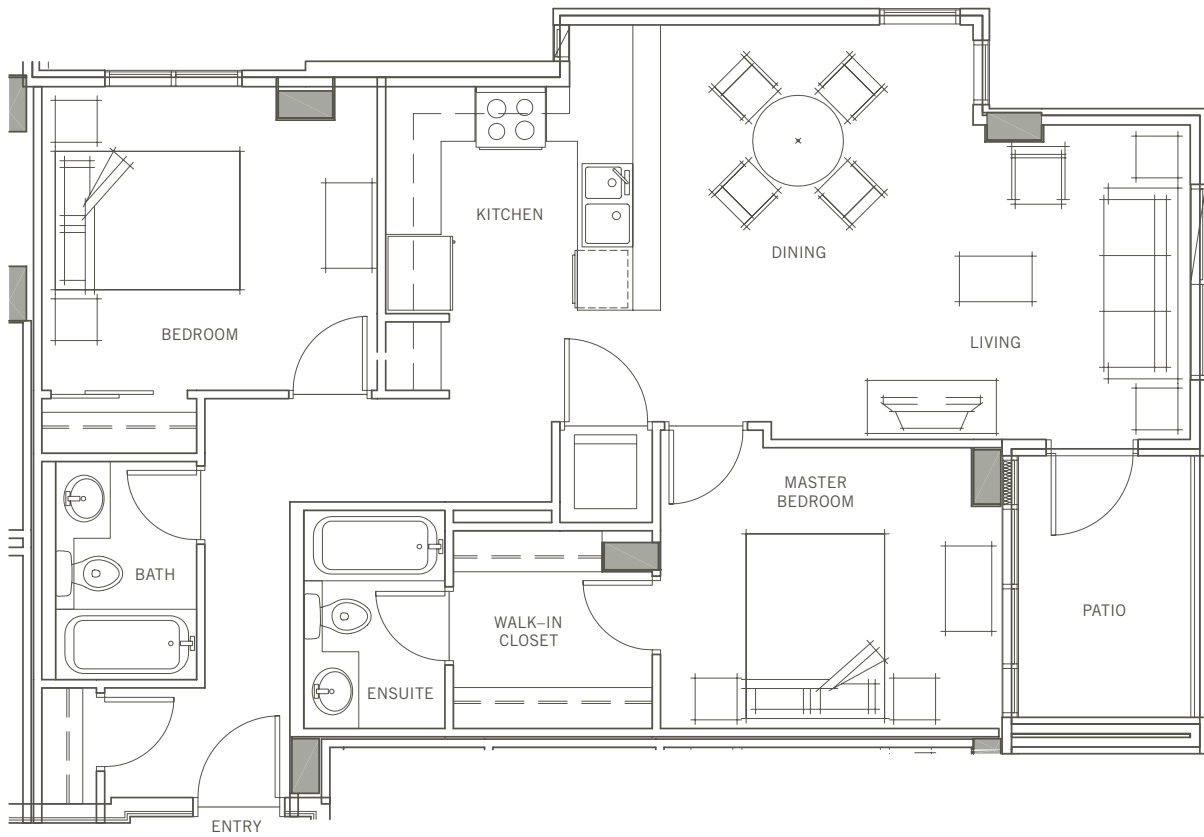 KITCHEN
DINING
BEDROOM
LIVING
MASTER
BEDROOM
BATH
WALK–IN
CLOSET
PATIO
ENSUITE
ENTRY